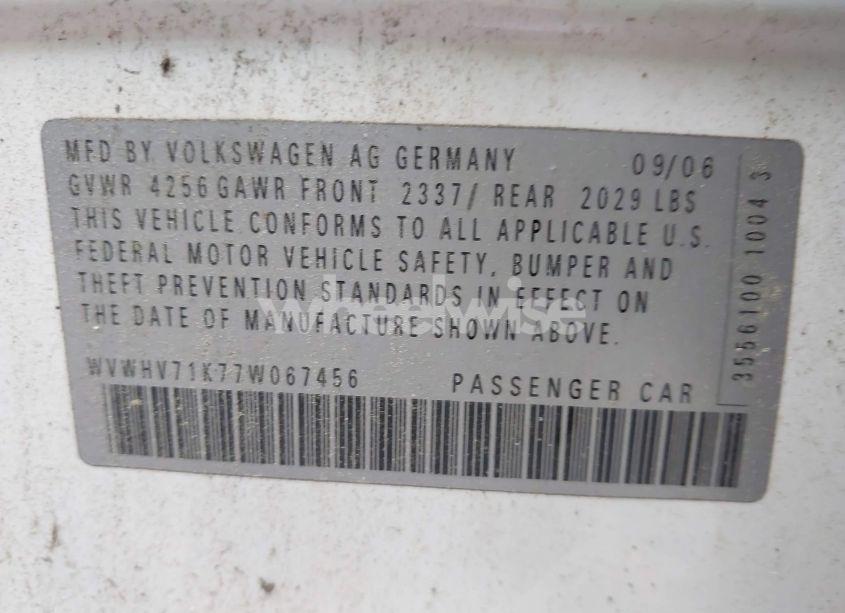 MFD BY VOLKSWAGEN AG GERMANY 09/06
GVWR 4256 GAWR FRONT 2337/ REAR 2029 LBS
THIS VEHICLE CONFORMS TO ALL APPLICABLE U.S.
FEDERAL MOTOR VEHICLE SAFETY, BUMPER AND
THEFT PREVENTION STANDARDS IN EFFECT ON
THE DATE OF MANUFACTURE SHOWN ABOVE.
WVWHV71K77W067456 PASSENGER CAR
3556100 1004 3
wheelwise